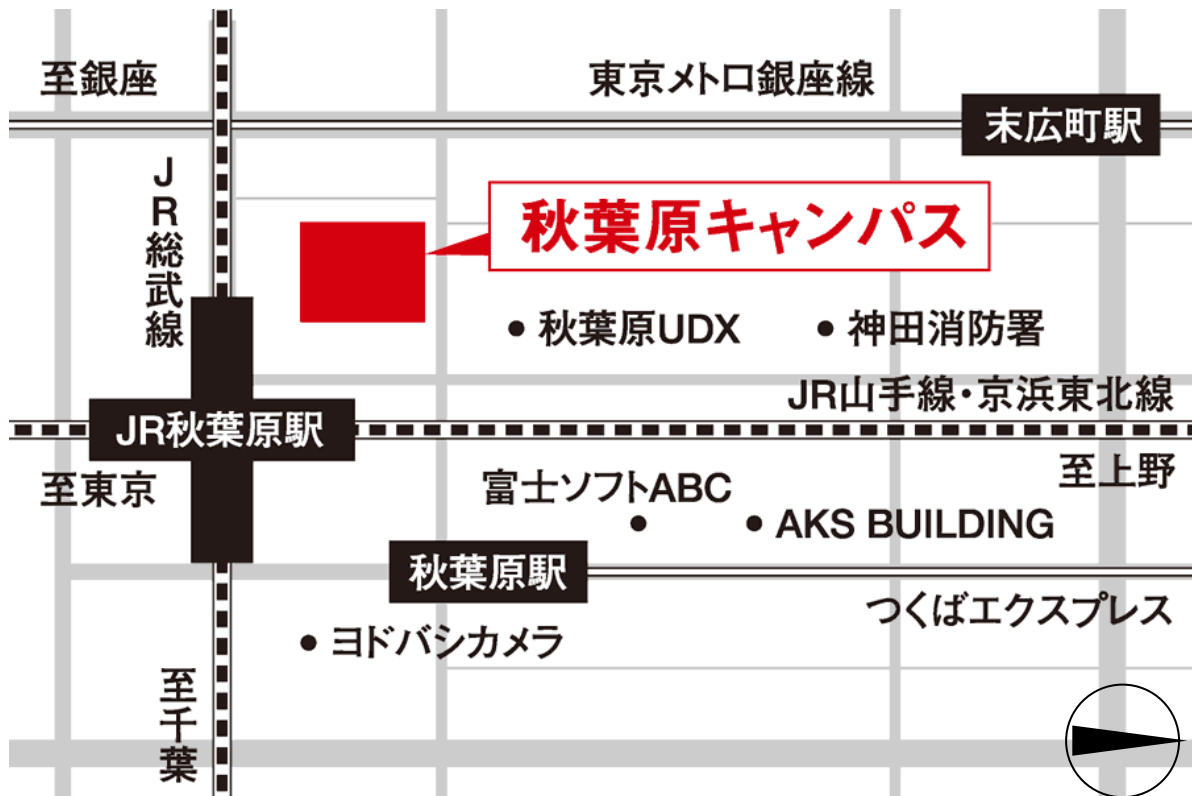 至銀座
東京メトロ銀座線
末広町駅
JR総武線
秋葉原キャンパス
秋葉原UDX
神田消防署
JR山手線・京浜東北線
JR秋葉原駅
至東京
至上野
富士ソフトABC
AKS BUILDING
秋葉原駅
つくばエクスプレス
ヨドバシカメラ
至千葉